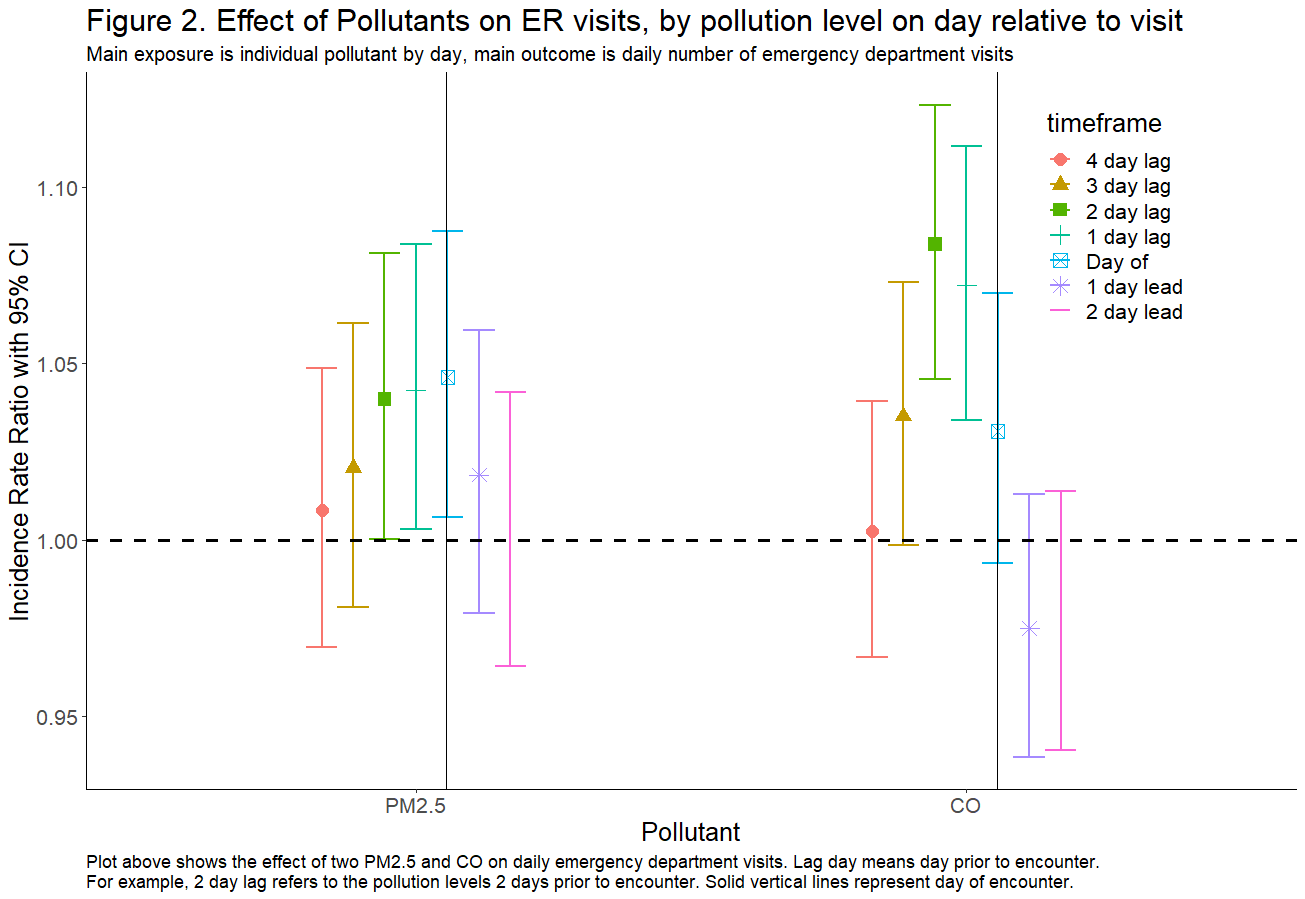 Figure 2. Effect of Pollutants on ER visits, by pollution level on day relative to visit
Main exposure is individual pollutant by day, main outcome is daily number of emergency department visits
Incidence Rate Ratio with 95% CI
1.10
1.05
1.00
0.95
timeframe
4 day lag
3 day lag
2 day lag
1 day lag
Day of
1 day lead
2 day lead
PM2.5
CO
Pollutant
Plot above shows the effect of two PM2.5 and CO on daily emergency department visits. Lag day means day prior to encounter.
For example, 2 day lag refers to the pollution levels 2 days prior to encounter. Solid vertical lines represent day of encounter.